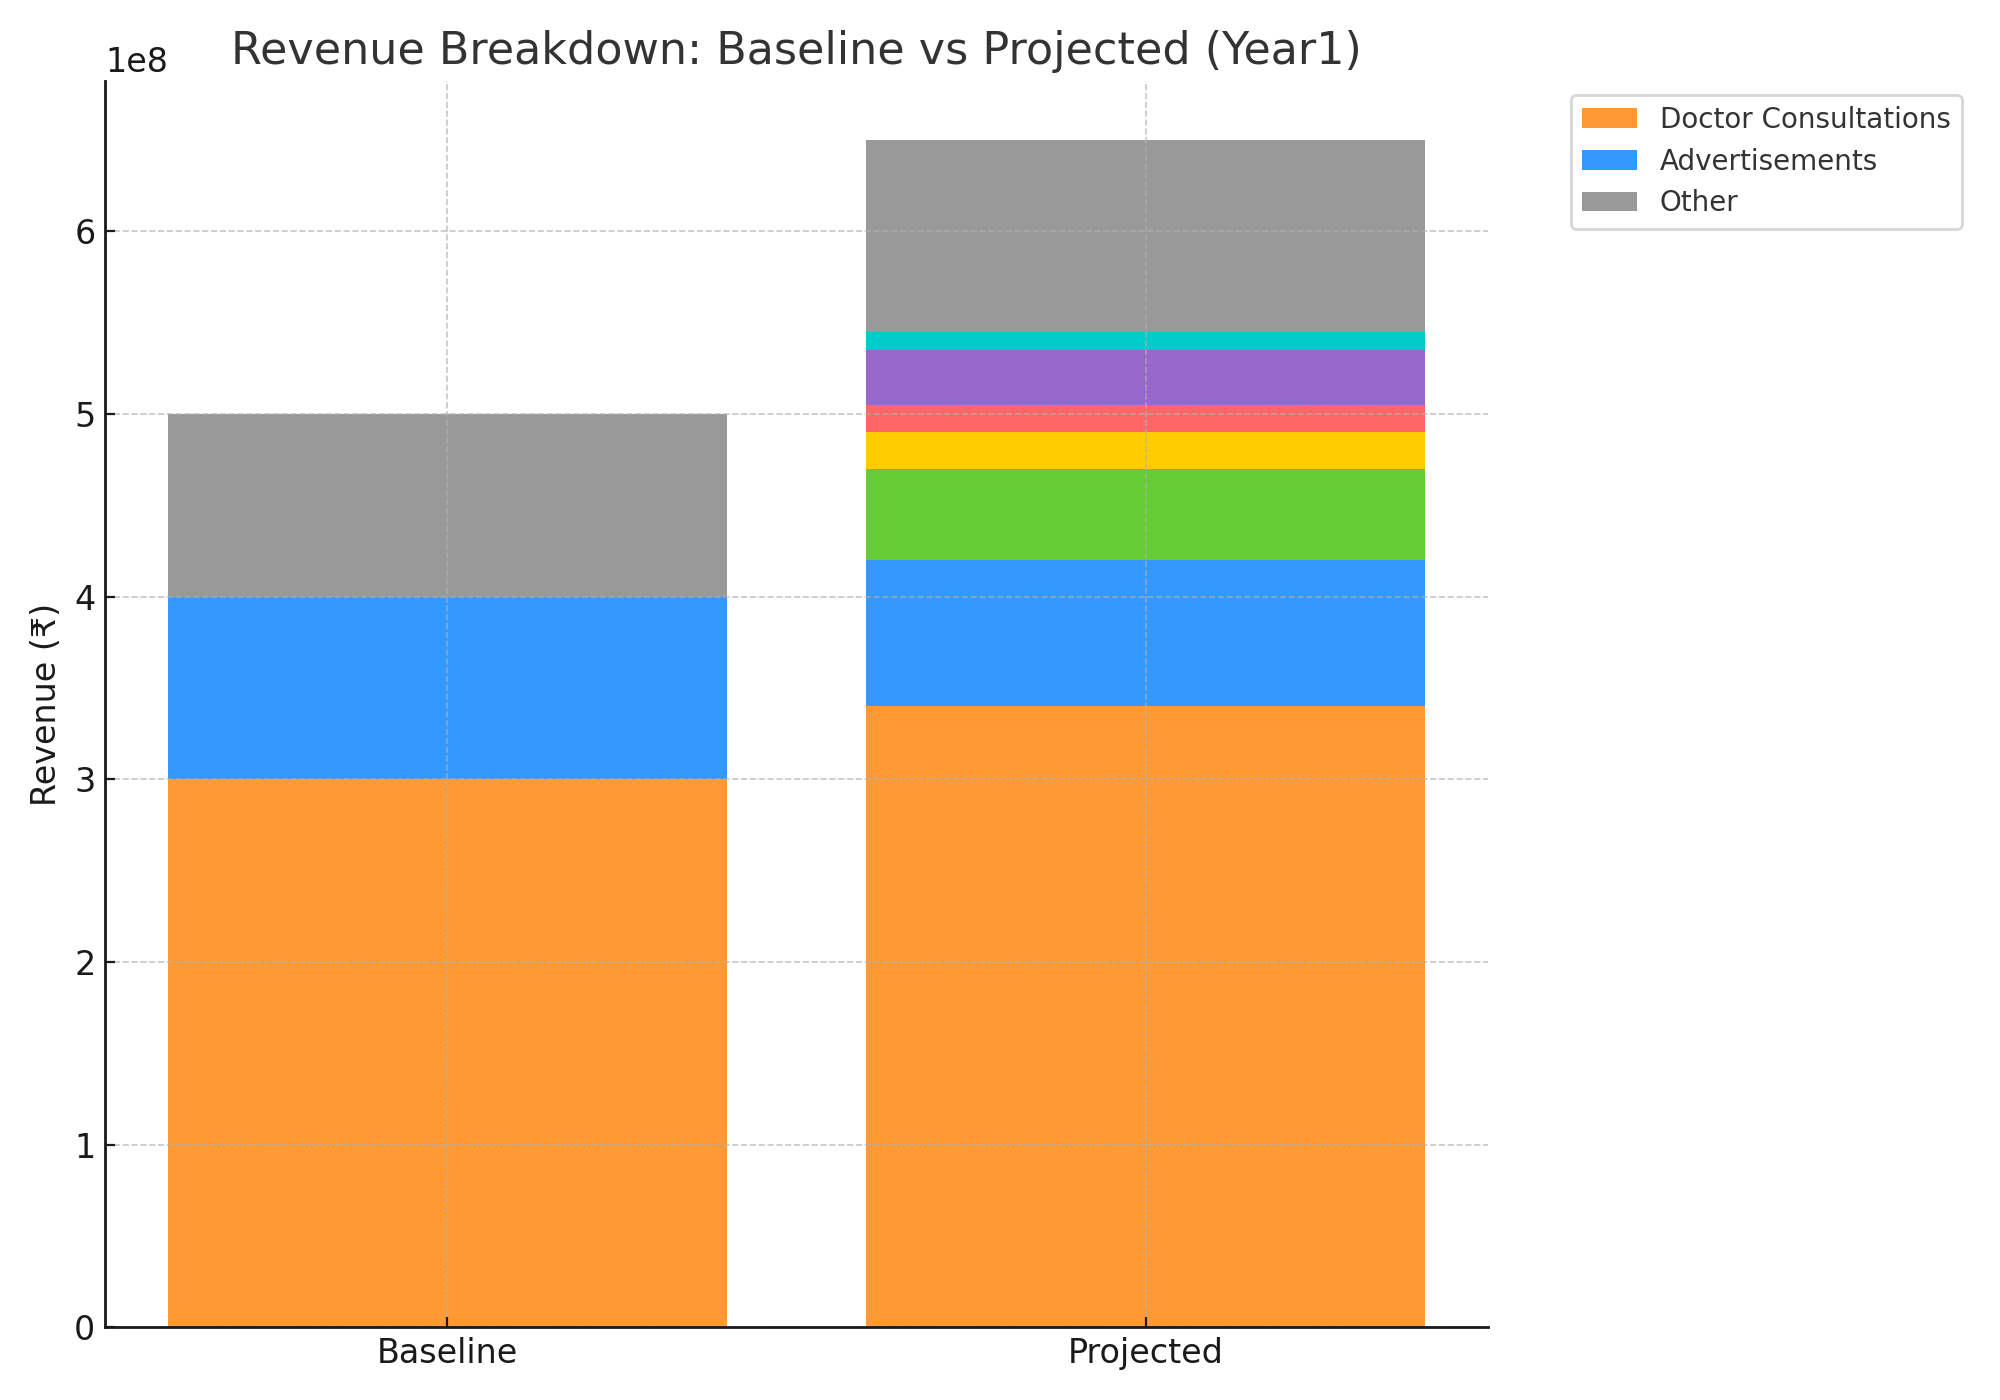 Revenue Breakdown: Baseline vs Projected (Year1)
1e8
Doctor Consultations
Advertisements
Other
Revenue (₹)
6
5
4
3
2
1
0
Baseline
Projected